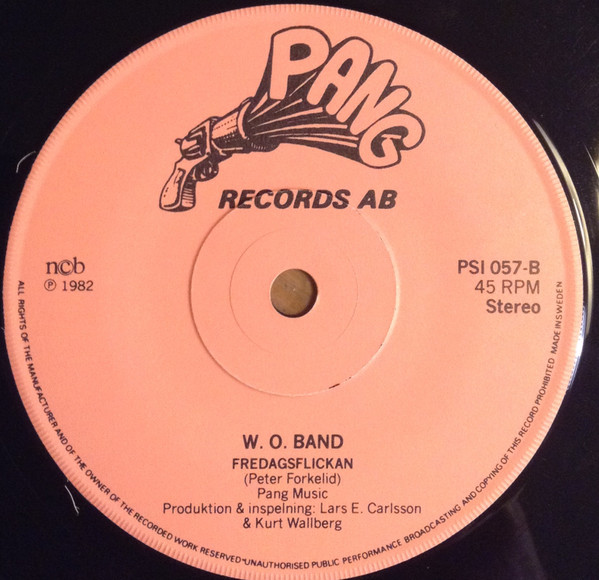 PANG
RECORDS AB
ncb
℗ 1982
PSI 057-B
45 RPM
Stereo
W. O. BAND
FREDAGSFLICKAN
(Peter Forkelid)
Pang Music
Produktion & inspelning: Lars E. Carlsson
& Kurt Wallberg
ALL RIGHTS OF THE MANUFACTURER AND OF THE OWNER OF THE RECORDED WORK RESERVED·UNAUTHORISED PUBLIC PERFORMANCE BROADCASTING AND COPYING OF THIS RECORD PROHIBITED MADE IN SWEDEN